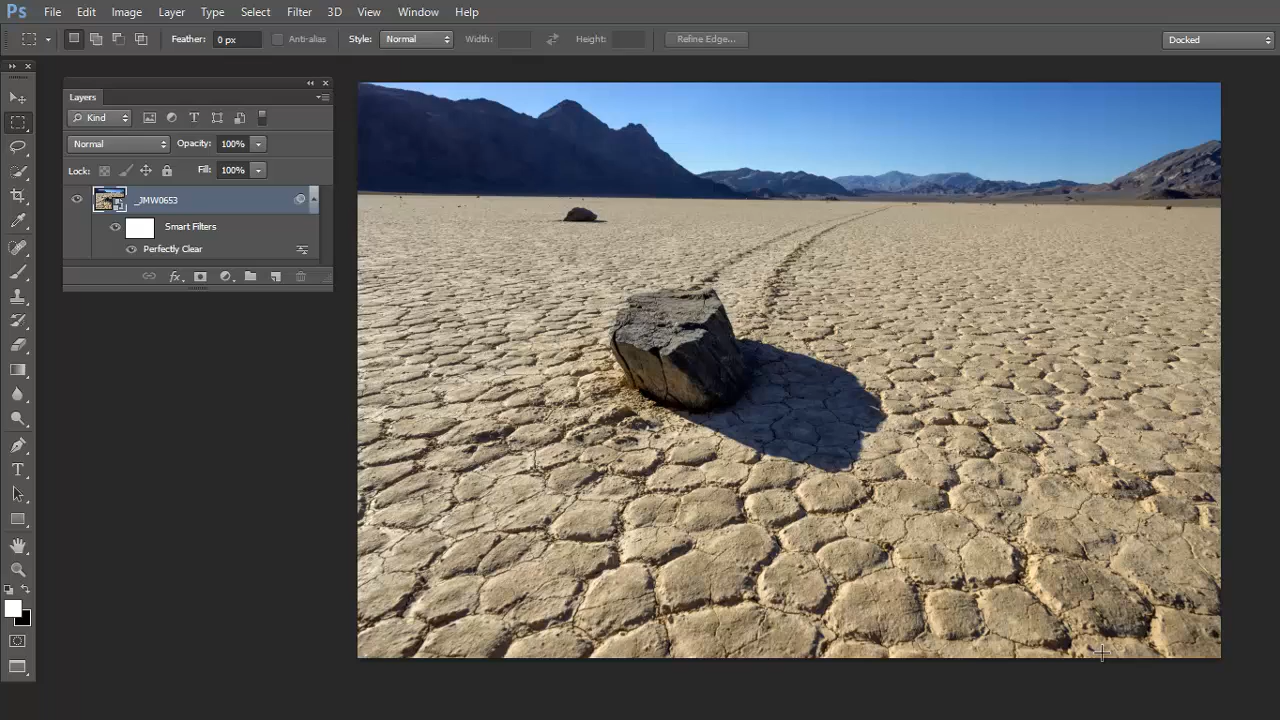 Ps File Edit Image Layer Type Select Filter 3D View Window Help
Feather: 0 px Anti-alias Style: Normal Width: Height: Refine Edge... Docked
Layers
Kind
Normal Opacity: 100%
Lock: Fill: 100%
_JMW0653
Smart Filters
Perfectly Clear
fx